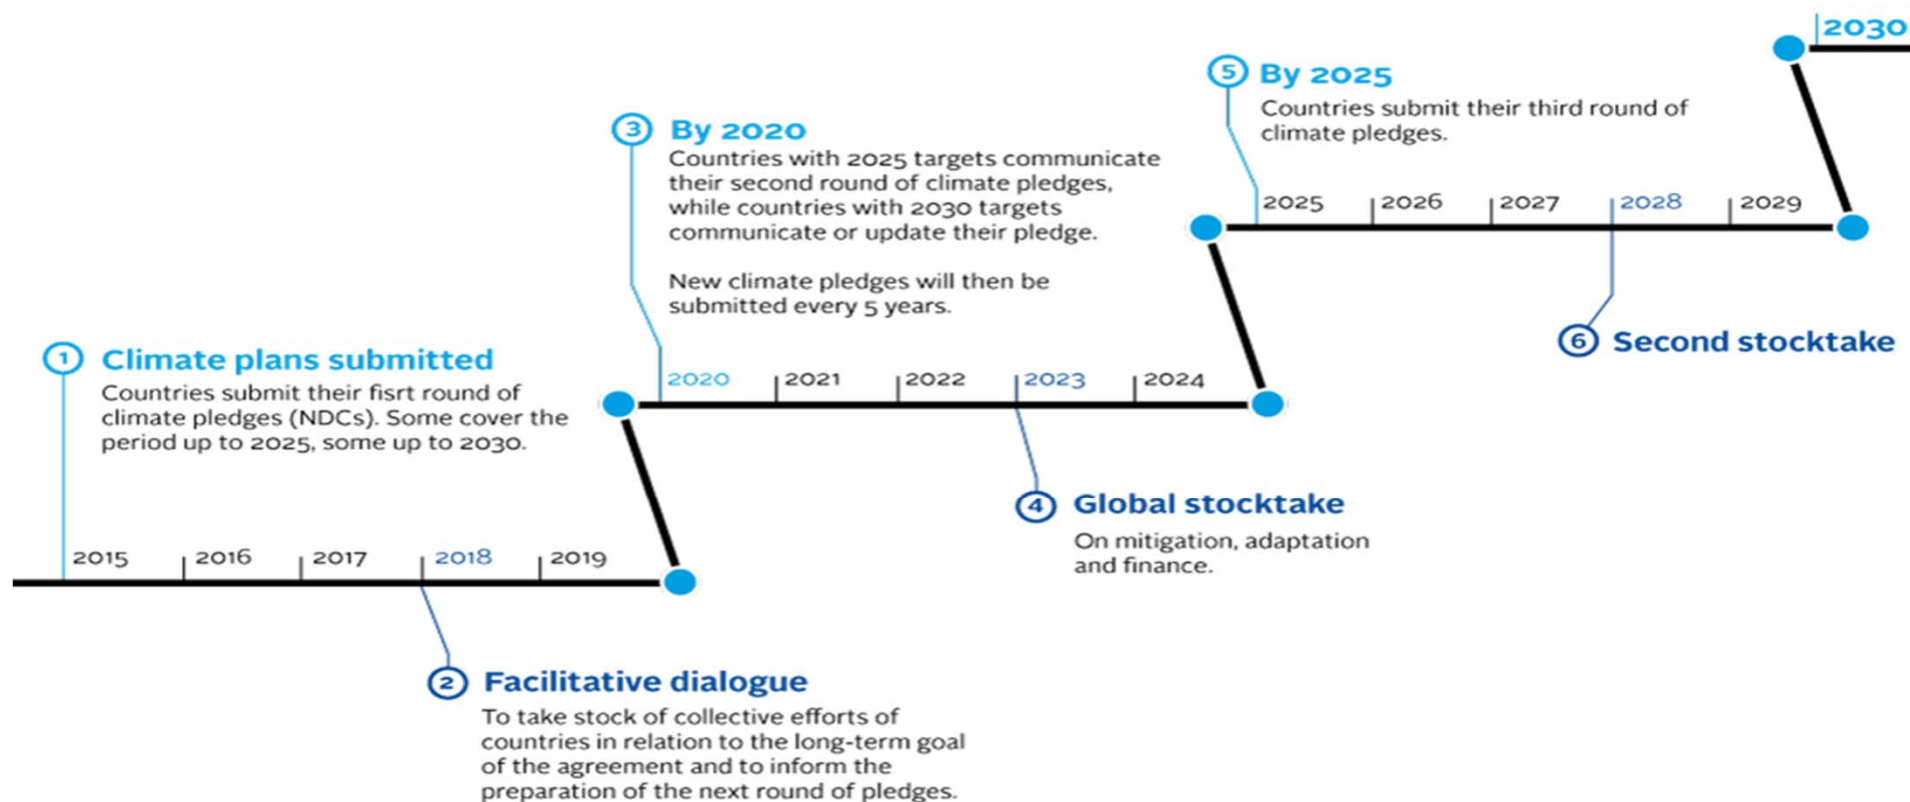 1 Climate plans submitted
Countries submit their fisrt round of
climate pledges (NDCs). Some cover the
period up to 2025, some up to 2030.
2015 2016 2017 2018 2019
2 Facilitative dialogue
To take stock of collective efforts of
countries in relation to the long-term goal
of the agreement and to inform the
preparation of the next round of pledges.
3 By 2020
Countries with 2025 targets communicate
their second round of climate pledges,
while countries with 2030 targets
communicate or update their pledge.
New climate pledges will then be
submitted every 5 years.
2020 2021 2022 2023 2024
4 Global stocktake
On mitigation, adaptation
and finance.
5 By 2025
Countries submit their third round of
climate pledges.
2025 2026 2027 2028 2029
6 Second stocktake
2030